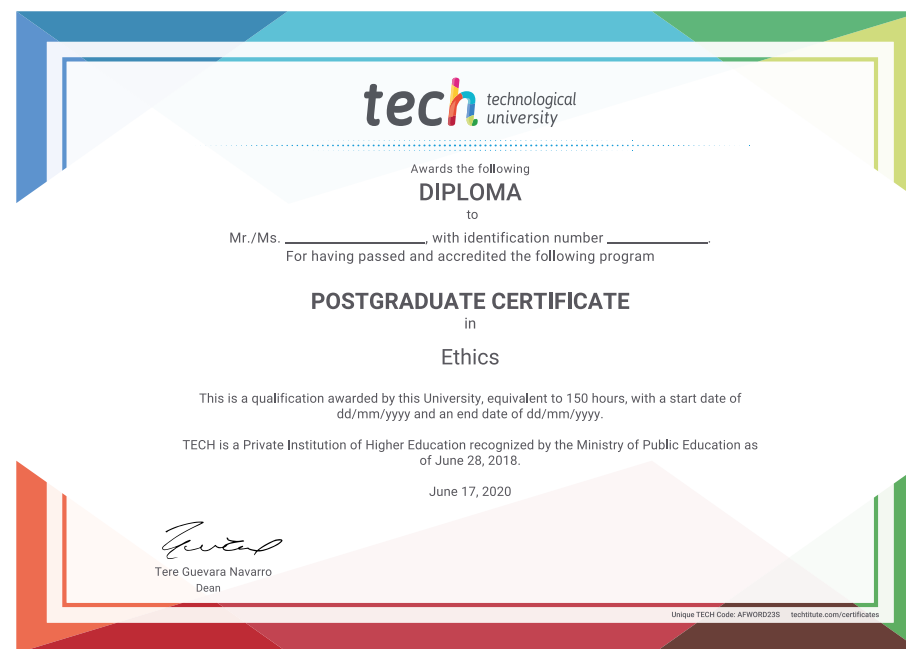 tech technological
university
Awards the following
DIPLOMA
to
Mr./Ms. ____________, with identification number ____________.
For having passed and accredited the following program
POSTGRADUATE CERTIFICATE
in
Ethics
This is a qualification awarded by this University, equivalent to 150 hours, with a start date of
dd/mm/yyyy and an end date of dd/mm/yyyy.
TECH is a Private Institution of Higher Education recognized by the Ministry of Public Education as
of June 28, 2018.
June 17, 2020
Tere Guevara Navarro
Dean
Unique TECH Code: AFWORD23S techtitute.com/certificates